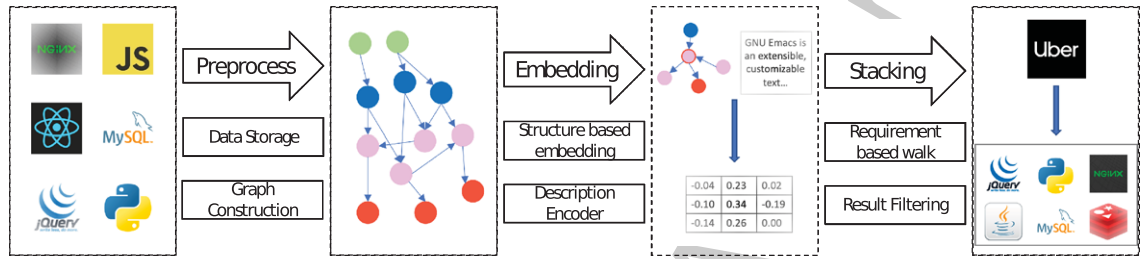 NGINX
JS
MySQL
jQuery
Preprocess
Data Storage
Graph
Construction
Embedding
Structure based
embedding
Description
Encoder
GNU Emacs is
an extensible,
customizable
text...
-0.04 0.23 0.02
-0.10 0.34 -0.19
-0.14 0.26 0.00
Stacking
Requirement
based walk
Result Filtering
Uber
jQuery
NGINX
Java
MySQL